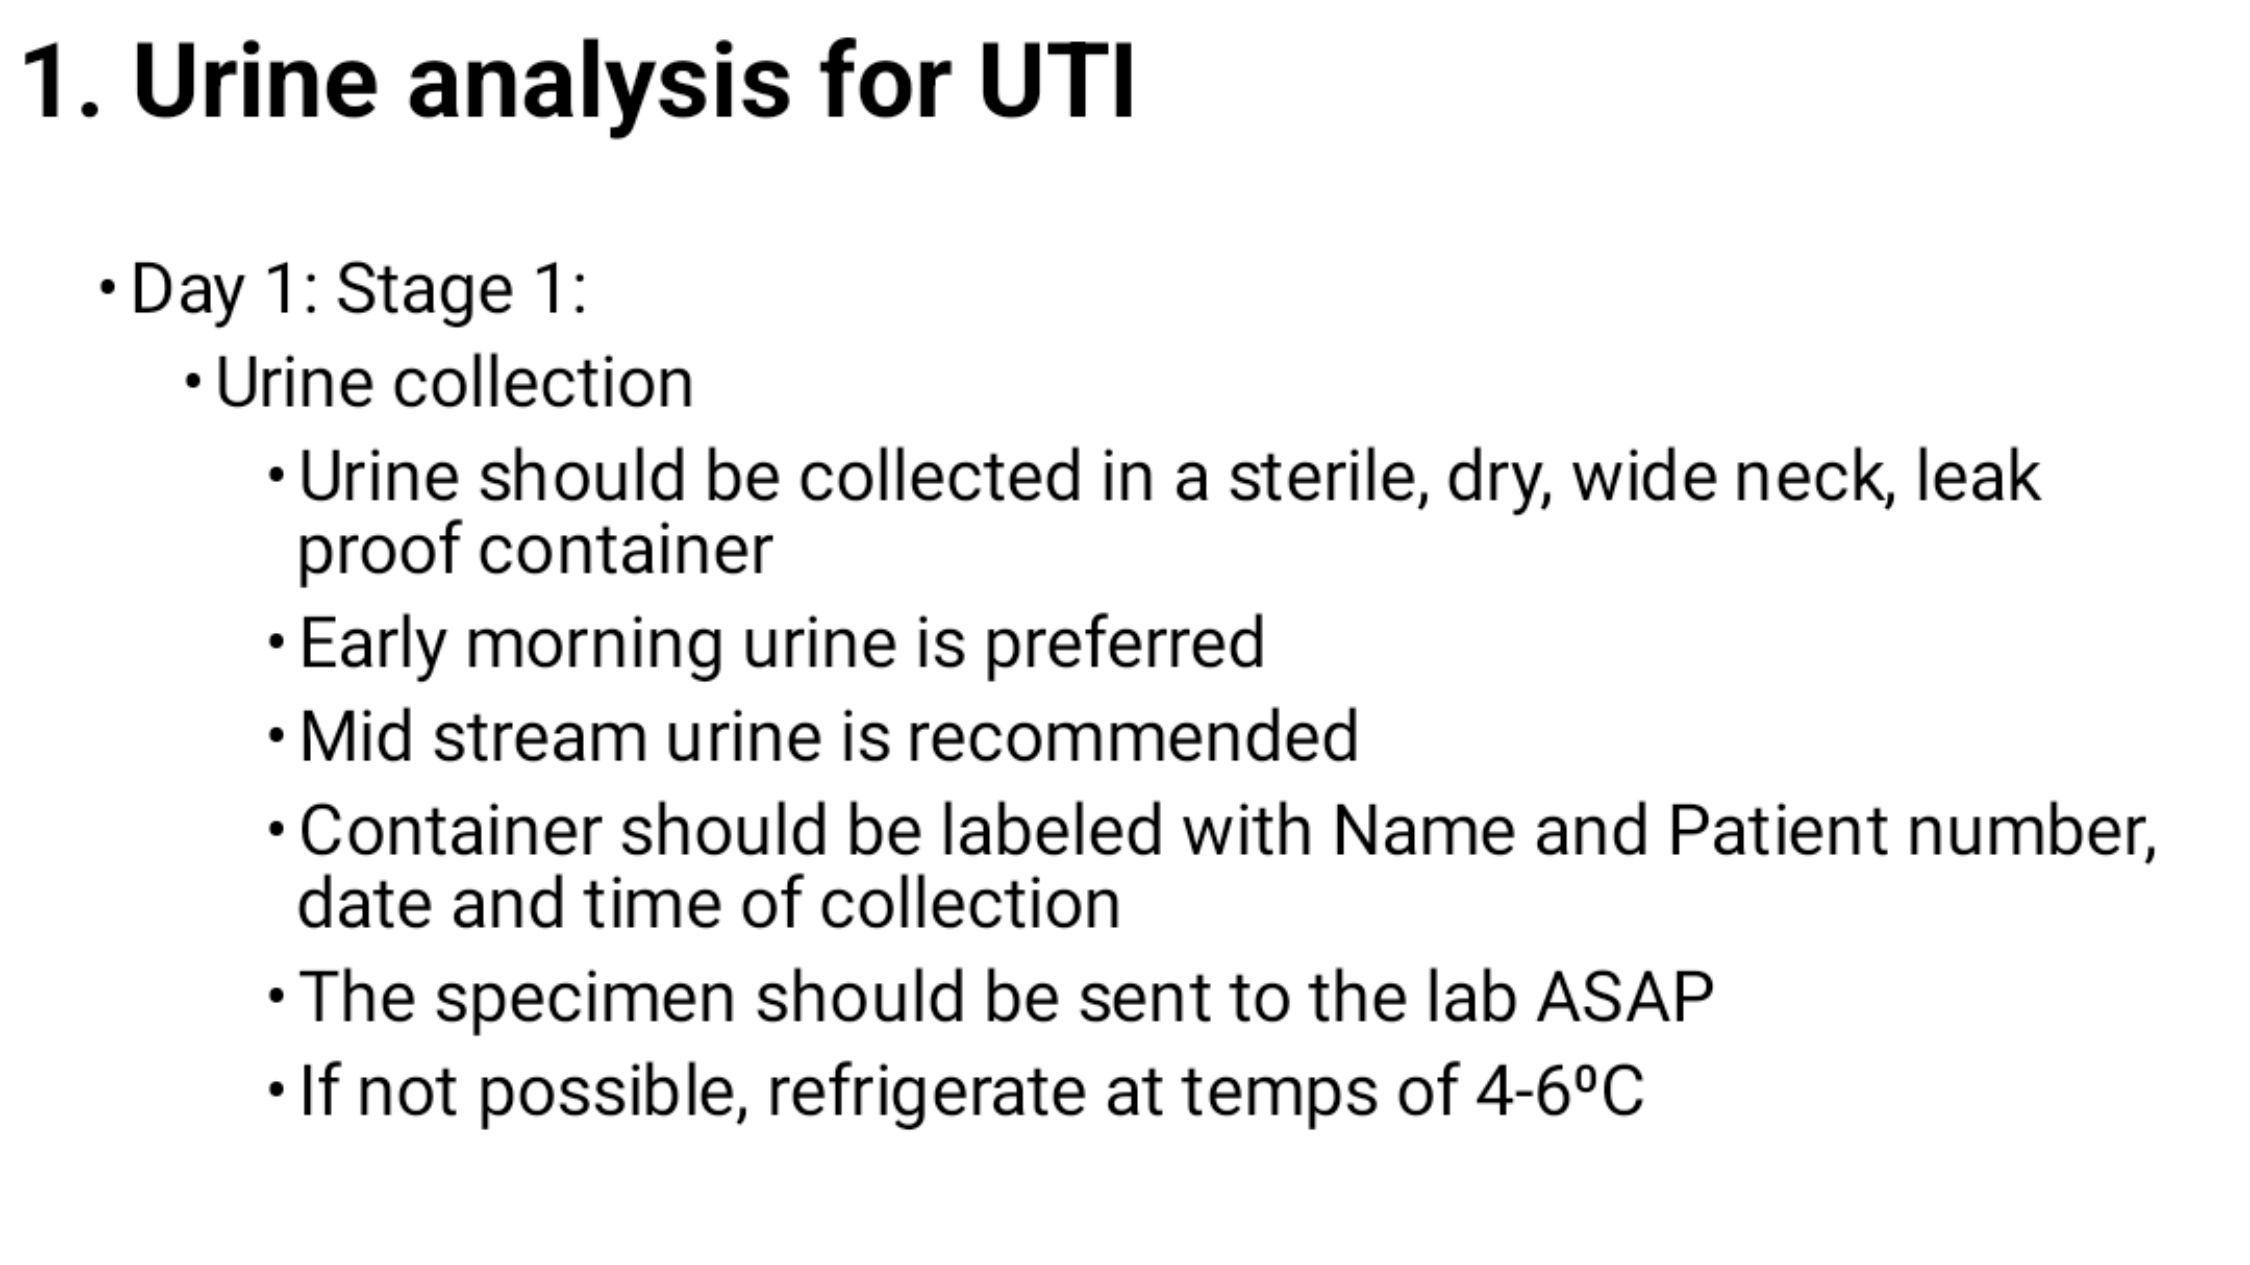 1. Urine analysis for UTI
• Day 1: Stage 1:
• Urine collection
• Urine should be collected in a sterile, dry, wide neck, leak
proof container
• Early morning urine is preferred
• Mid stream urine is recommended
• Container should be labeled with Name and Patient number,
date and time of collection
• The specimen should be sent to the lab ASAP
• If not possible, refrigerate at temps of 4-6⁰C